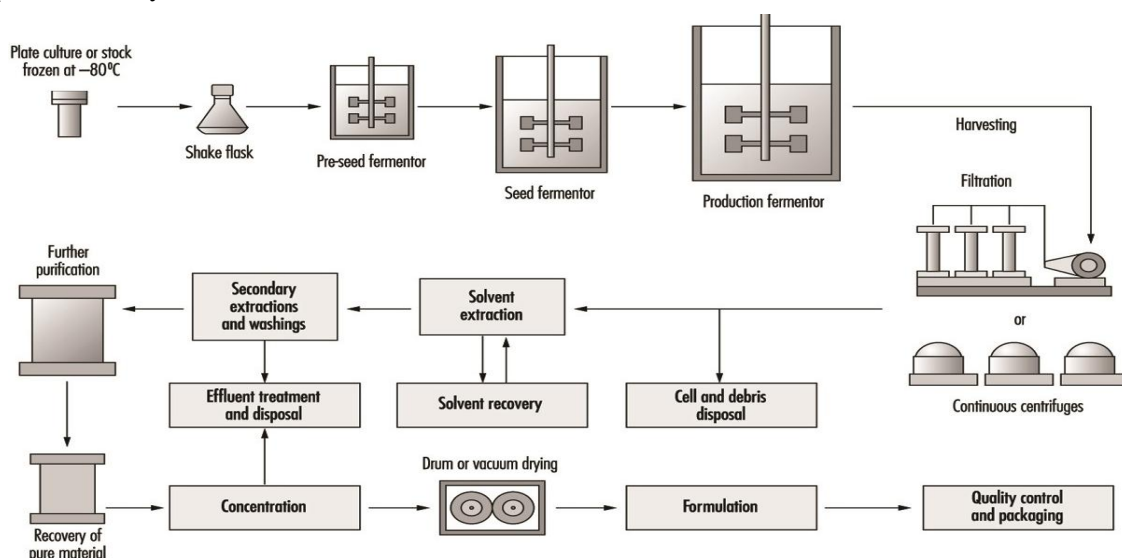 Plate culture or stock
frozen at –80ºC
Shake flask
Pre-seed fermentor
Seed fermentor
Production fermentor
Harvesting
Filtration
or
Continuous centrifuges
Further
purification
Secondary
extractions
and washings
Solvent
extraction
Effluent treatment
and disposal
Solvent recovery
Cell and debris
disposal
Recovery of
pure material
Concentration
Drum or vacuum drying
Formulation
Quality control
and packaging